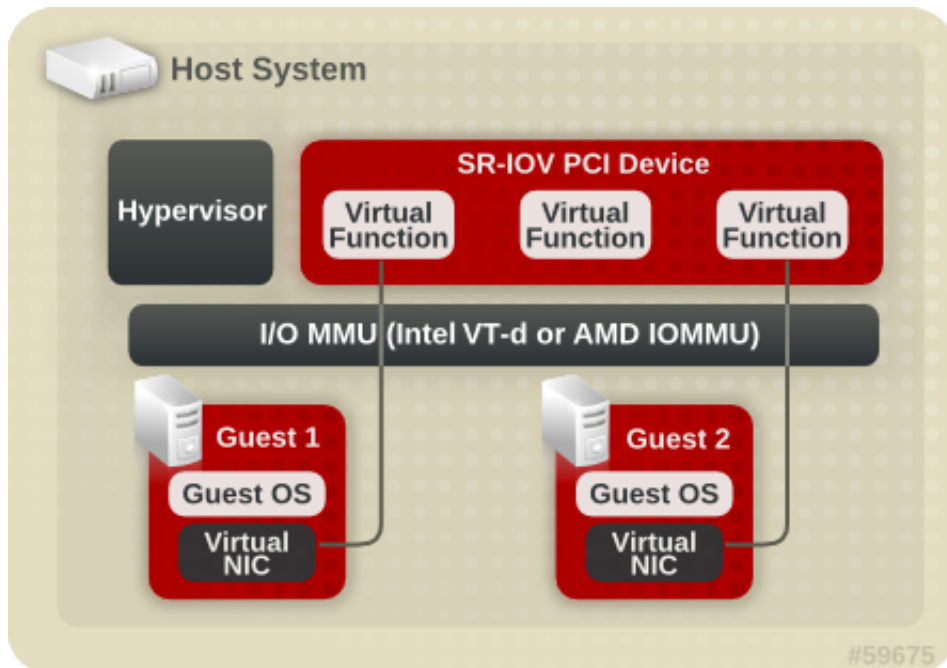 Host System
Hypervisor
SR-IOV PCI Device
Virtual
Function
Virtual
Function
Virtual
Function
I/O MMU (Intel VT-d or AMD IOMMU)
Guest 1
Guest OS
Virtual
NIC
Guest 2
Guest OS
Virtual
NIC
#59675